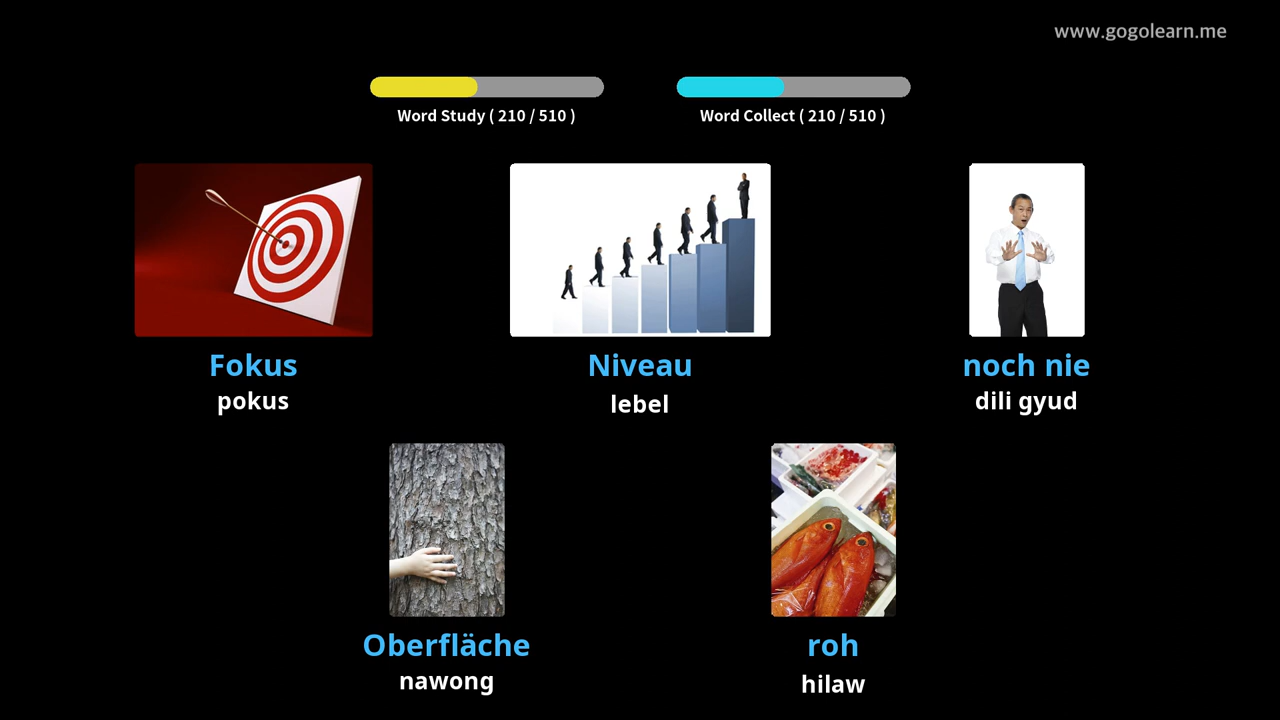 www.gogolearn.me
Word Study ( 210 / 510 )
Word Collect ( 210 / 510 )
Fokus
pokus
Niveau
lebel
noch nie
dili gyud
Oberfläche
nawong
roh
hilaw